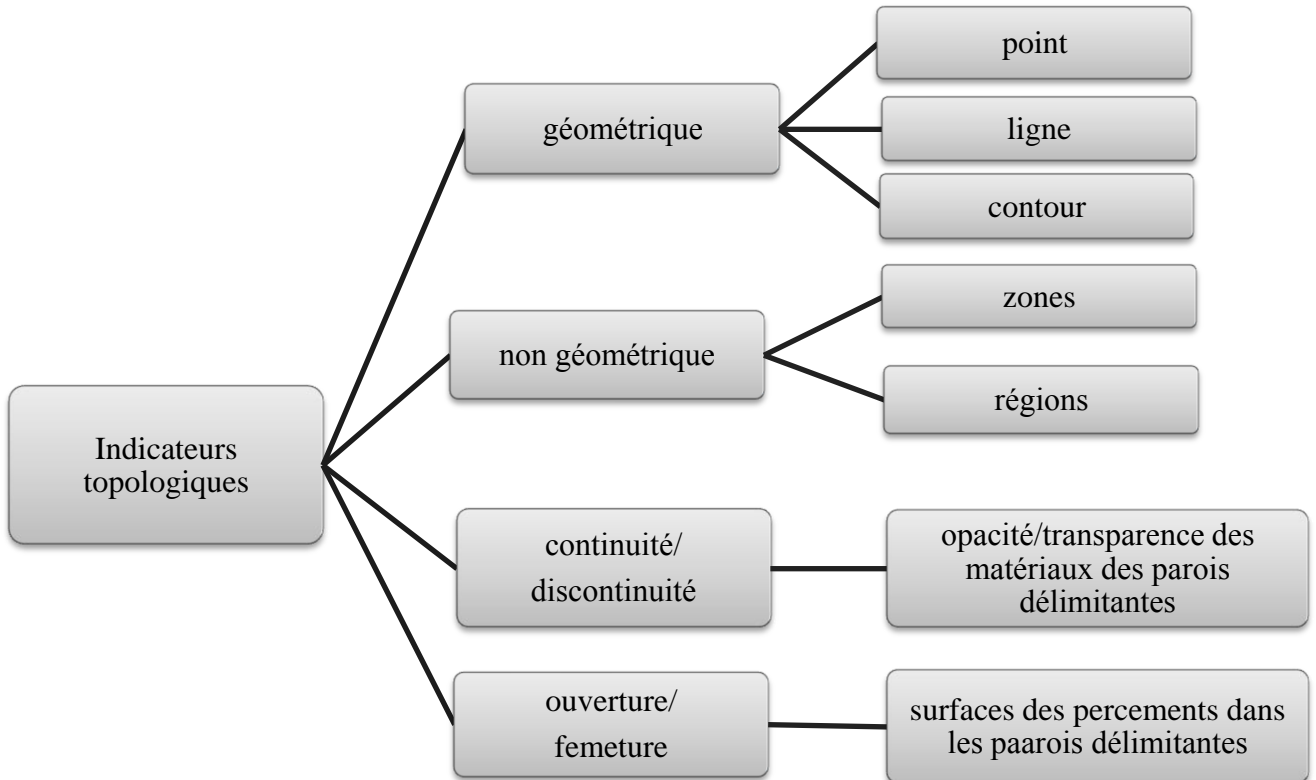 Indicateurs
topologiques
géométrique
point
ligne
contour
non géométrique
zones
régions
continuité/
discontinuité
opacité/transparence des
matériaux des parois
délimitantes
ouverture/
femeture
surfaces des percements dans
les paarois délimitantes